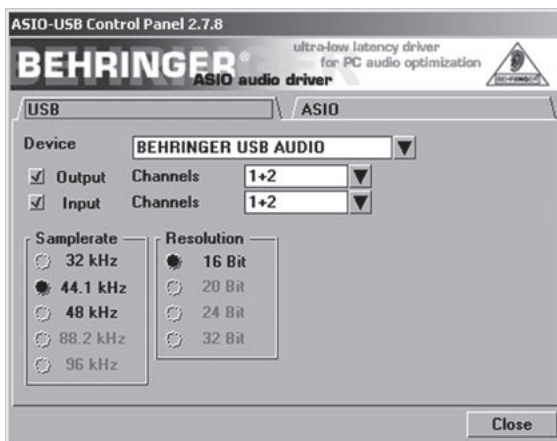 ASIO-USB Control Panel 2.7.8
BEHRINGER®
ASIO audio driver
ultra-low latency driver
for PC audio optimization
BEHRINGER
USB
ASIO
Device BEHRINGER USB AUDIO
Output Channels 1+2
Input Channels 1+2
Samplerate
32 kHz
44.1 kHz
48 kHz
88.2 kHz
96 kHz
Resolution
16 Bit
20 Bit
24 Bit
32 Bit
Close